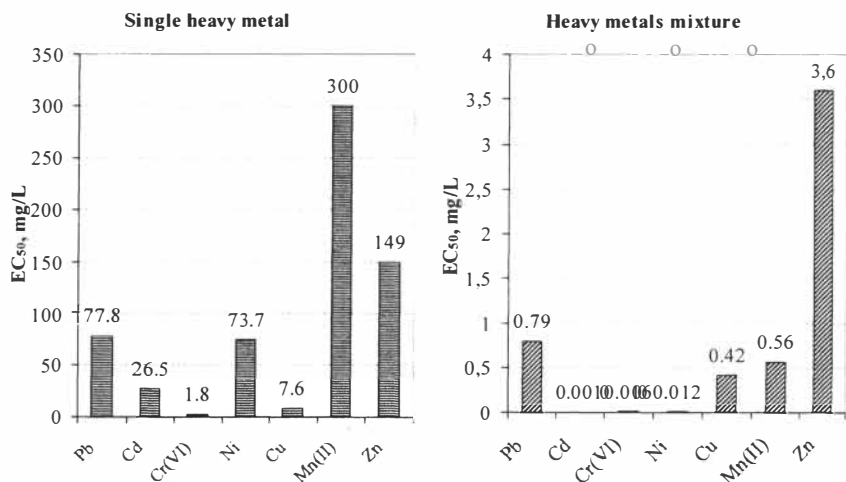 Single heavy metal
EC50, mg/L
350
300
250
200
150
100
50
0
77.8
26.5
1.8
73.7
7.6
300
149
Pb
Cd
Cr(VI)
Ni
Cu
Mn(II)
Zn
Heavy metals mixture
EC50, mg/L
4
3,5
3
2,5
2
1,5
1
0,5
0
0.79
0.012
0.42
0.56
3,6
Pb
Cd
Cr(VI)
Ni
Cu
Mn(II)
Zn